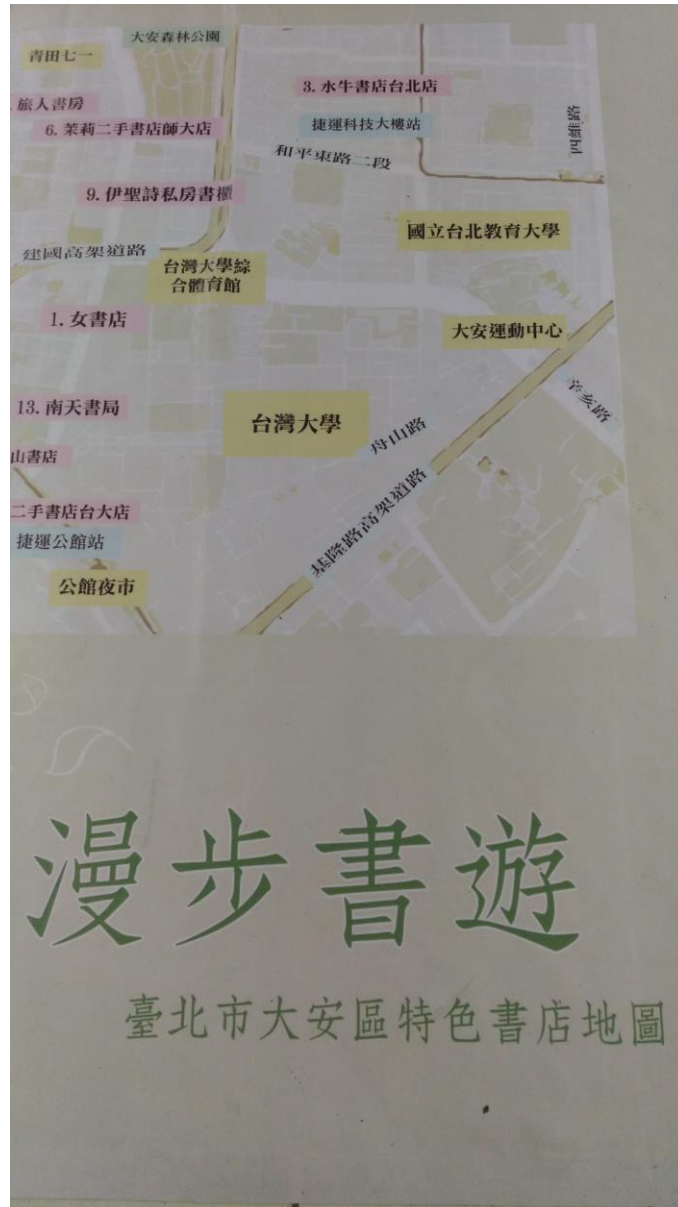 大安森林公園
青田七一
3. 水牛書店台北店
旅人書房
6. 茉莉二手書店師大店
捷運科技大樓站
和平東路二段
9. 伊聖詩私房書櫃
國立台北教育大學
建國高架道路
台灣大學綜
合體育館
1. 女書店
大安運動中心
辛亥路
13. 南天書局
台灣大學
舟山路
山書店
基隆路高架道路
二手書店台大店
捷運公館站
公館夜市
漫步書遊
臺北市大安區特色書店地圖